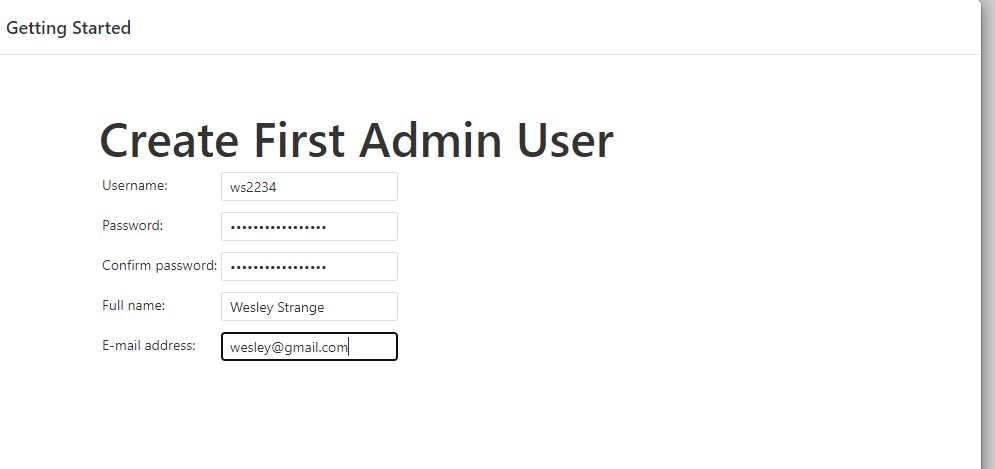 Getting Started
Create First Admin User
Username: ws2234
Password: •••••••••••••••••
Confirm password: •••••••••••••••••
Full name: Wesley Strange
E-mail address: wesley@gmail.com